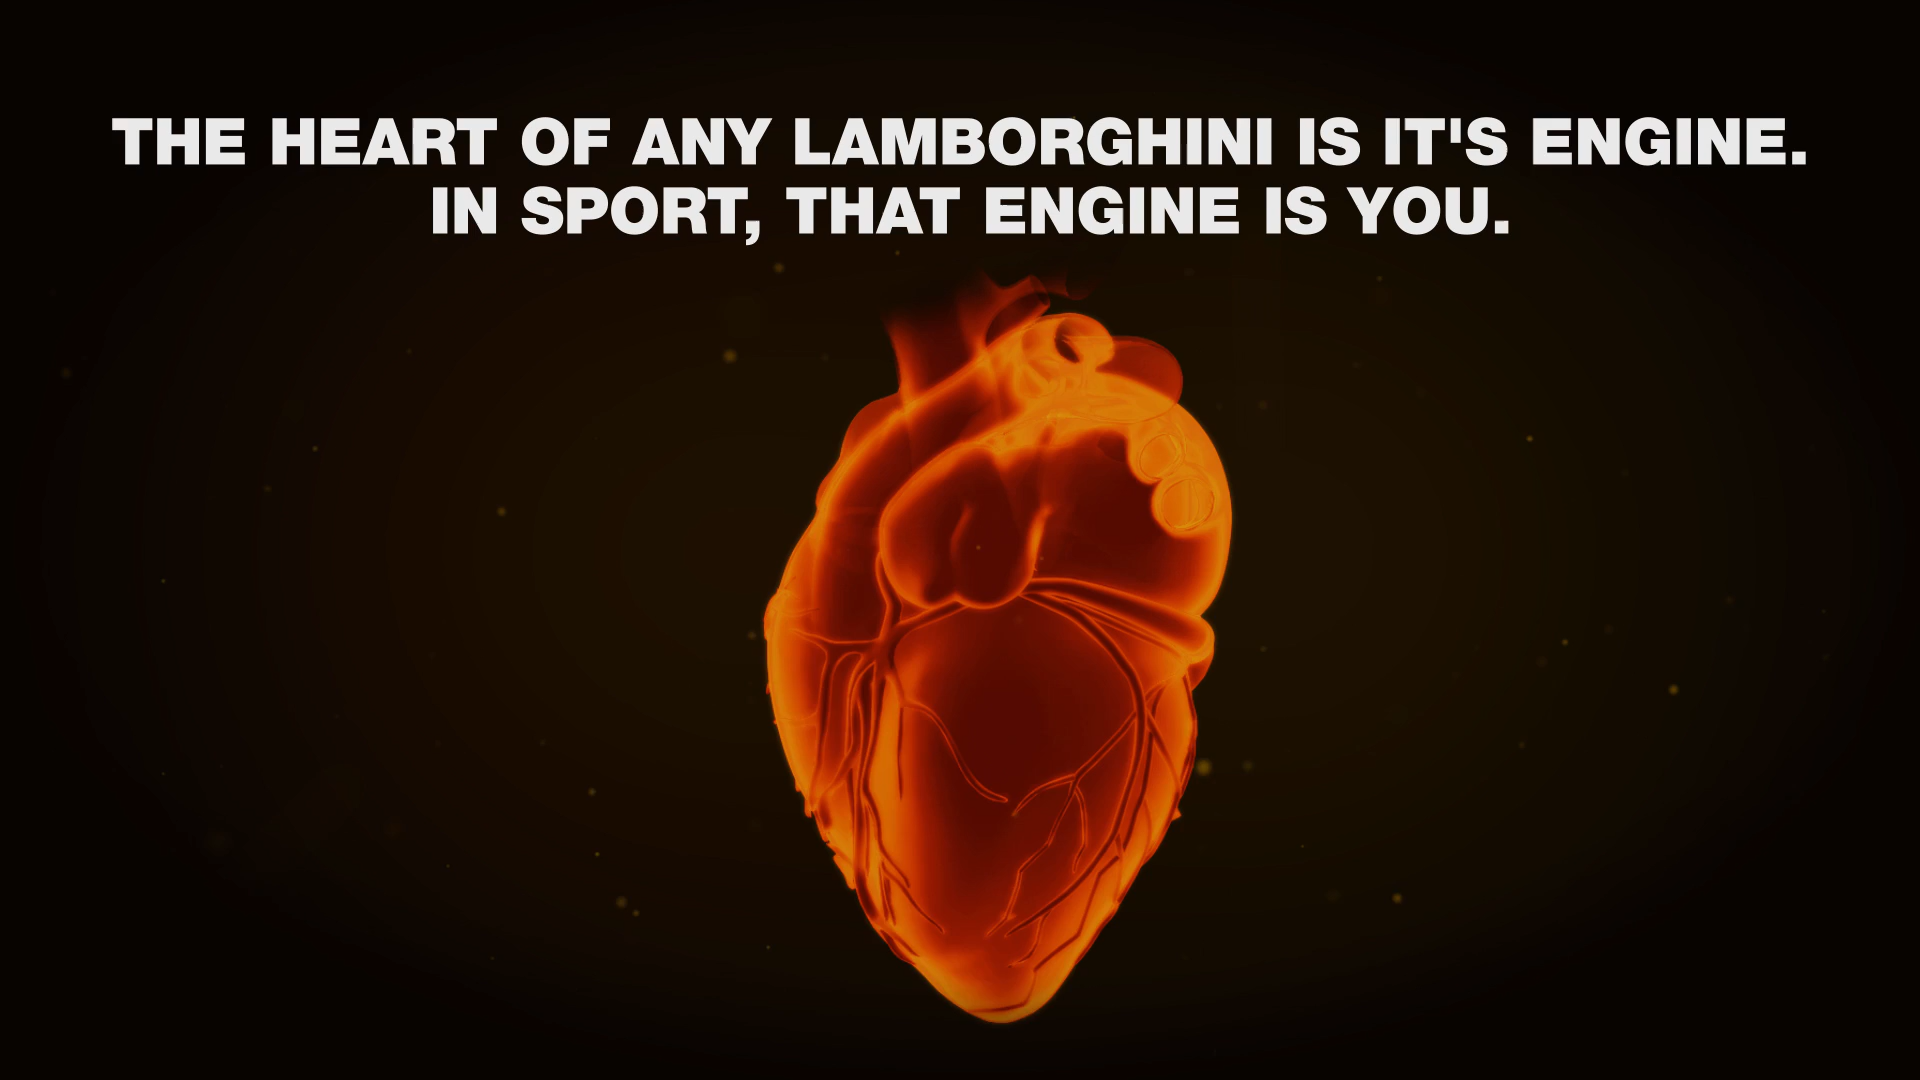 THE HEART OF ANY LAMBORGHINI IS IT'S ENGINE.
IN SPORT, THAT ENGINE IS YOU.